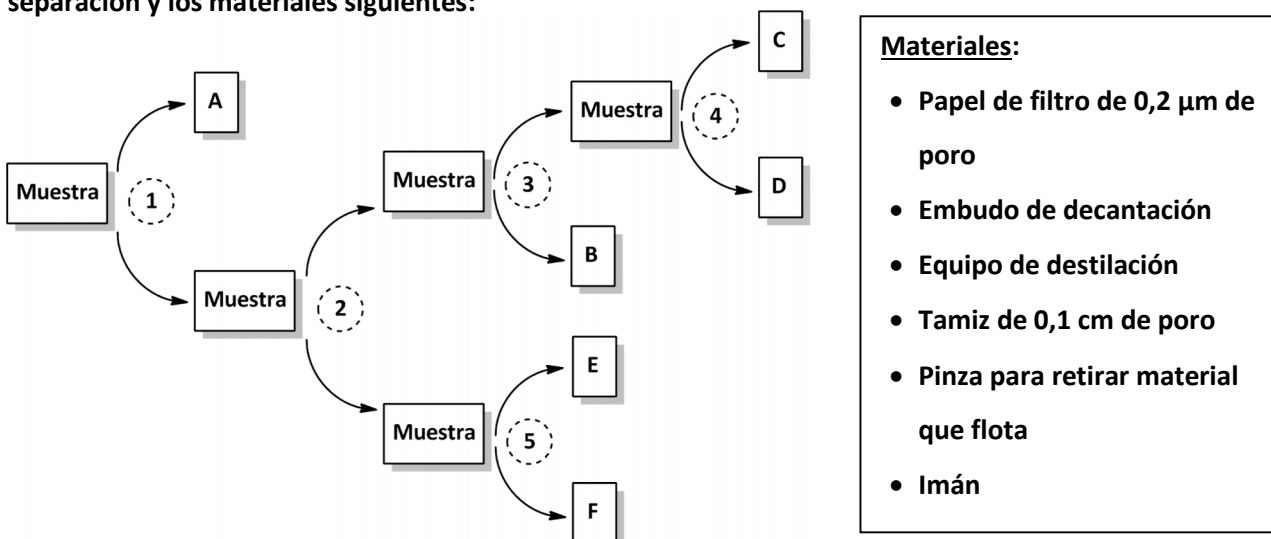 separación y los materiales siguientes:
C
A
Muestra
4
Muestra
1
Muestra
3
D
B
Muestra
2
E
Muestra
5
F
Materiales:
• Papel de filtro de 0,2 µm de
poro
• Embudo de decantación
• Equipo de destilación
• Tamiz de 0,1 cm de poro
• Pinza para retirar material
que flota
• Imán